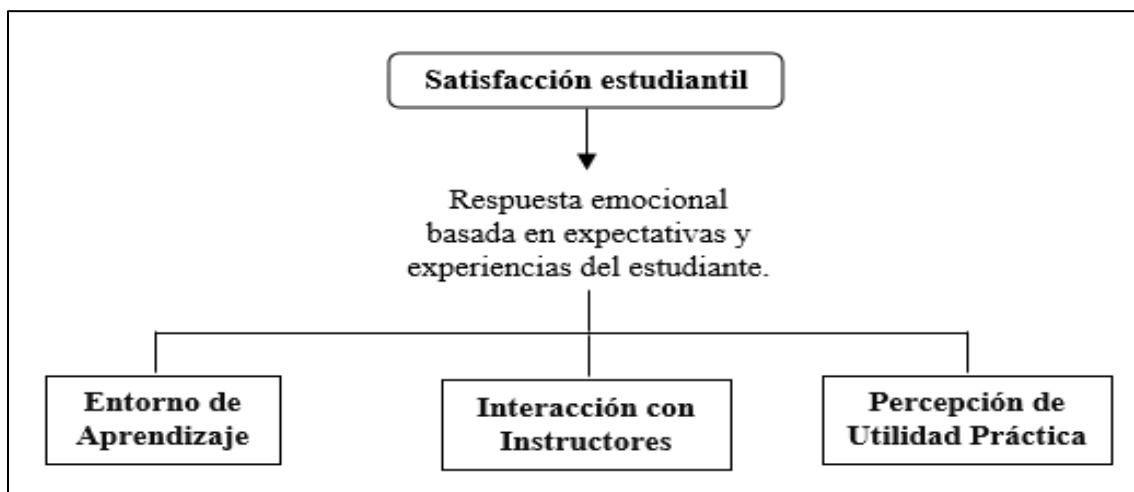 Satisfacción estudiantil
Respuesta emocional
basada en expectativas y
experiencias del estudiante.
Entorno de
Aprendizaje
Interacción con
Instructores
Percepción de
Utilidad Práctica